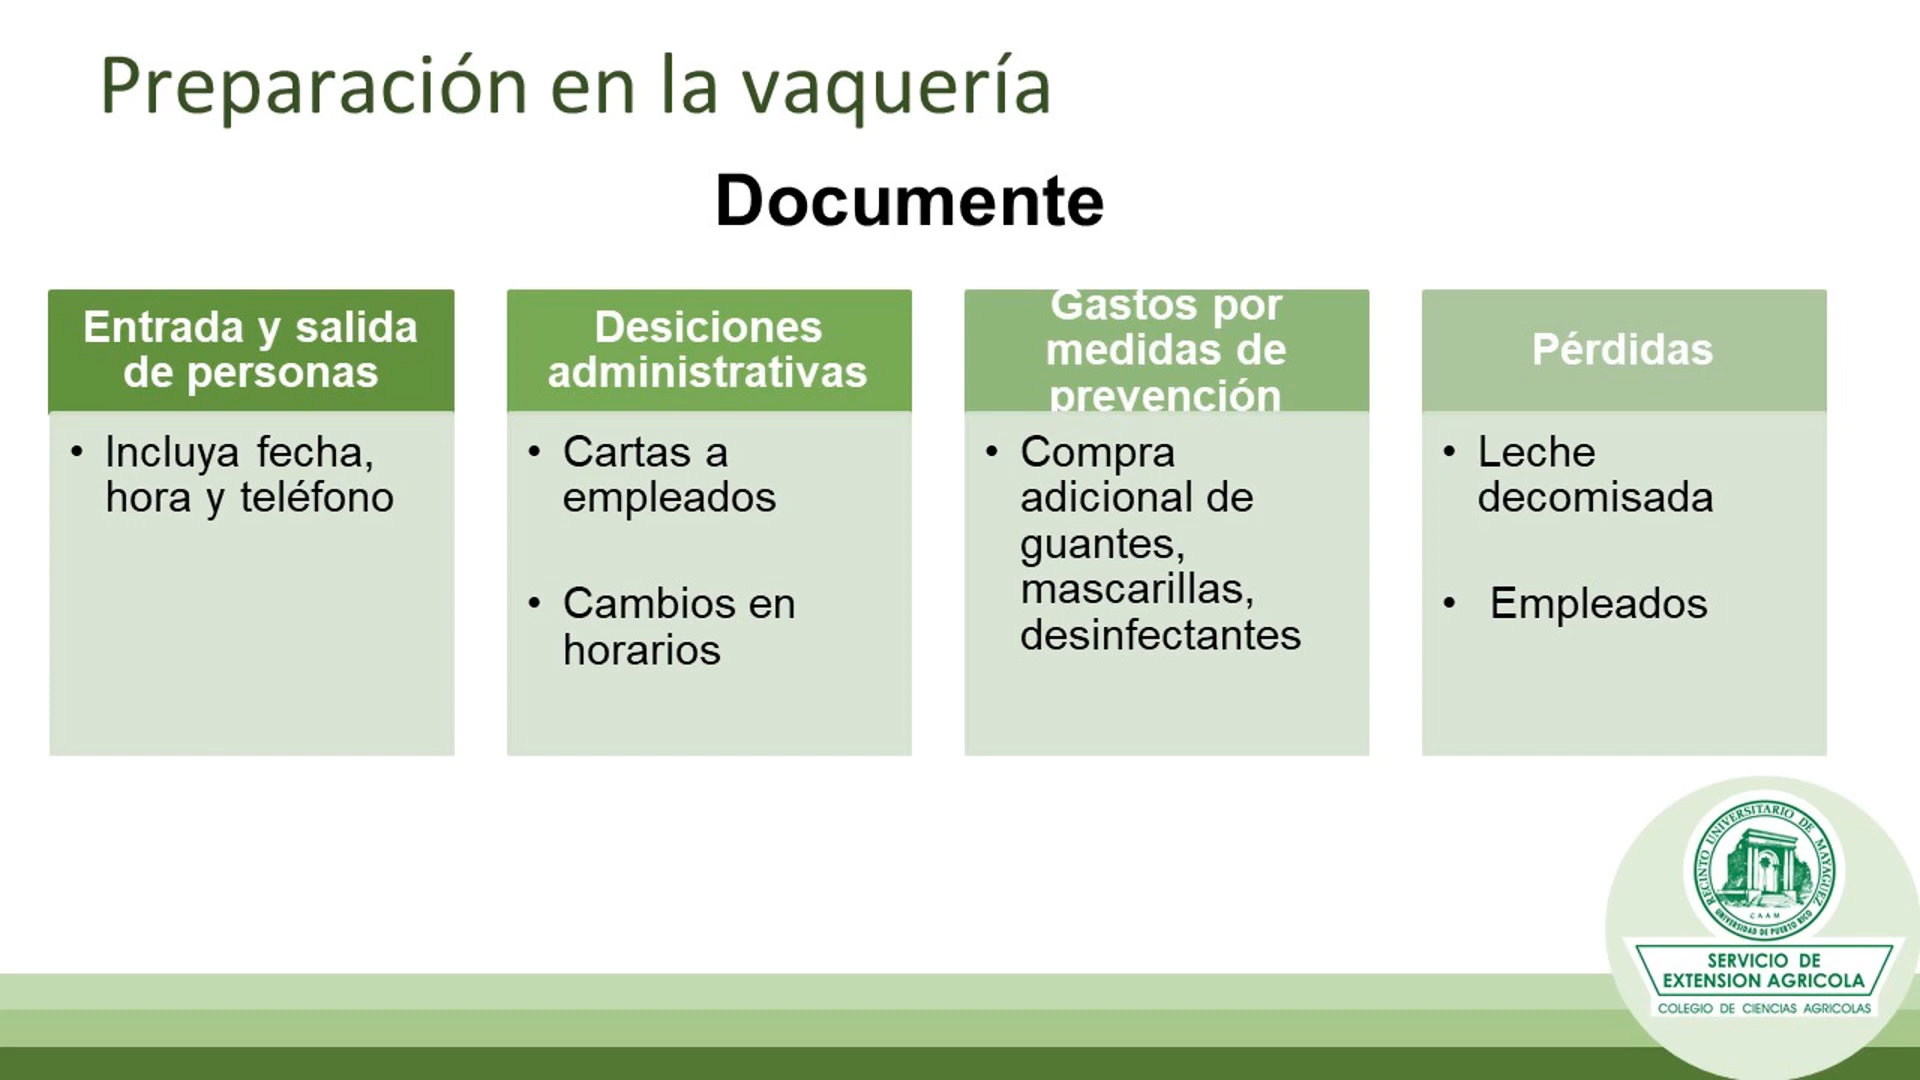 Preparación en la vaquería
Documente
Entrada y salida
de personas
• Incluya fecha,
hora y teléfono
Desiciones
administrativas
• Cartas a
empleados
• Cambios en
horarios
Gastos por
medidas de
prevención
• Compra
adicional de
guantes,
mascarillas,
desinfectantes
Pérdidas
• Leche
decomisada
• Empleados
RECINTO UNIVERSITARIO DE MAYAGUEZ
CAAM
UNIVERSIDAD DE PUERTO RICO
SERVICIO DE
EXTENSION AGRICOLA
COLEGIO DE CIENCIAS AGRICOLAS